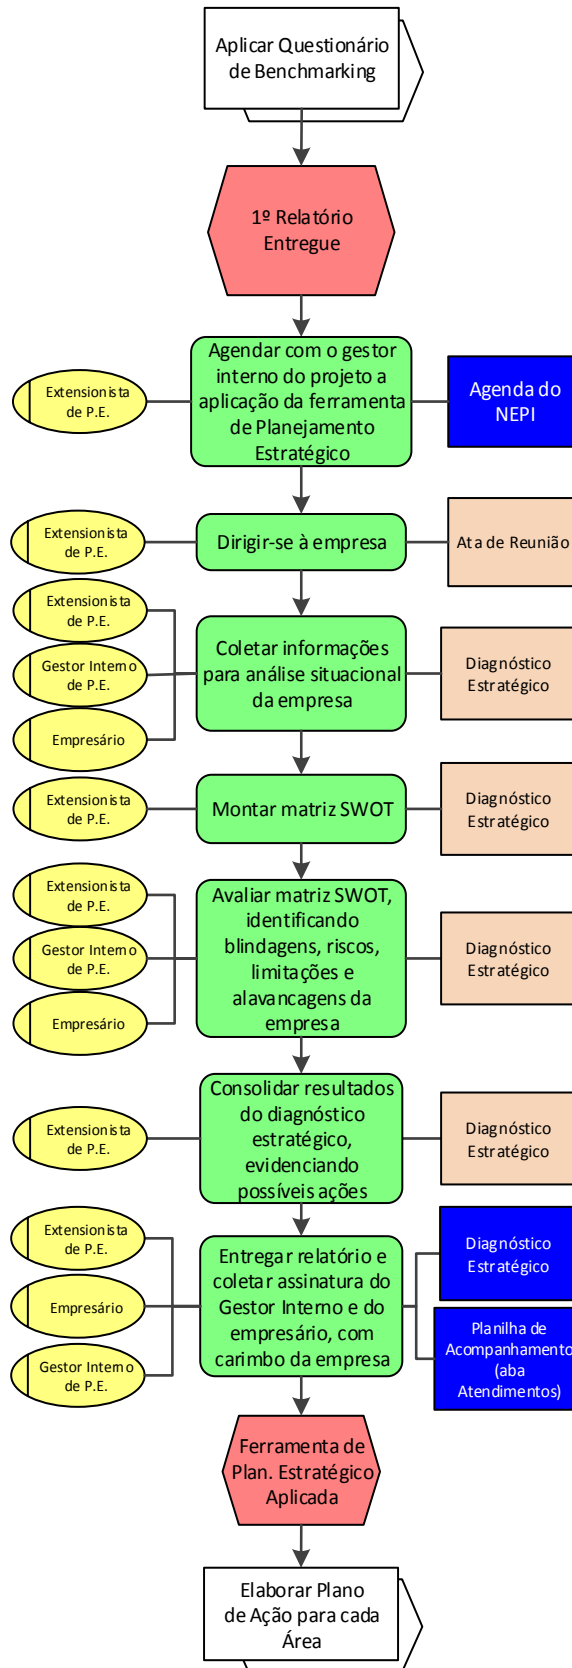 Aplicar Questionário
de Benchmarking
1º Relatório
Entregue
Extensionista
de P.E.
Agendar com o gestor
interno do projeto a
aplicação da ferramenta
de Planejamento
Estratégico
Agenda do
NEPI
Extensionista
de P.E.
Dirigir-se à empresa
Ata de Reunião
Extensionista
de P.E.
Gestor Interno
de P.E.
Empresário
Coletar informações
para análise situacional
da empresa
Diagnóstico
Estratégico
Extensionista
de P.E.
Montar matriz SWOT
Diagnóstico
Estratégico
Extensionista
de P.E.
Gestor Interno
de P.E.
Empresário
Avaliar matriz SWOT,
identificando
blindagens, riscos,
limitações e
alavancagens da
empresa
Diagnóstico
Estratégico
Extensionista
de P.E.
Consolidar resultados
do diagnóstico
estratégico,
evidenciando
possíveis ações
Diagnóstico
Estratégico
Extensionista
de P.E.
Empresário
Gestor Interno
de P.E.
Entregar relatório e
coletar assinatura do
Gestor Interno e do
empresário, com
carimbo da empresa
Diagnóstico
Estratégico
Planilha de
Acompanhamento
(aba
Atendimentos)
Ferramenta de
Plan. Estratégico
Aplicada
Elaborar Plano
de Ação para cada
Área